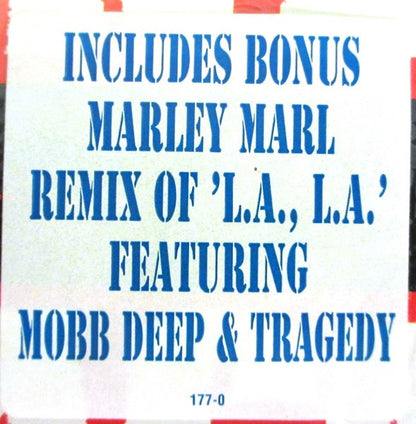 INCLUDES BONUS
MARLEY MARL
REMIX OF 'L.A., L.A.'
FEATURING
MOBB DEEP & TRAGEDY
177-0